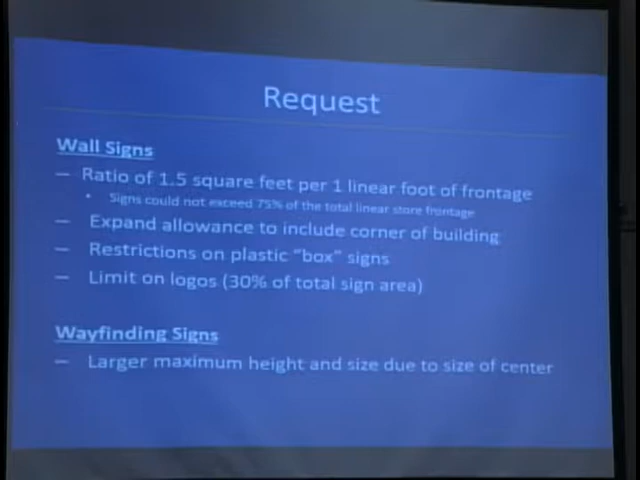 Request
Wall Signs
– Ratio of 1.5 square feet per 1 linear foot of frontage
• Signs could not exceed 75% of the total linear store frontage
– Expand allowance to include corner of building
– Restrictions on plastic "box" signs
– Limit on logos (30% of total sign area)
Wayfinding Signs
– Larger maximum height and size due to size of center